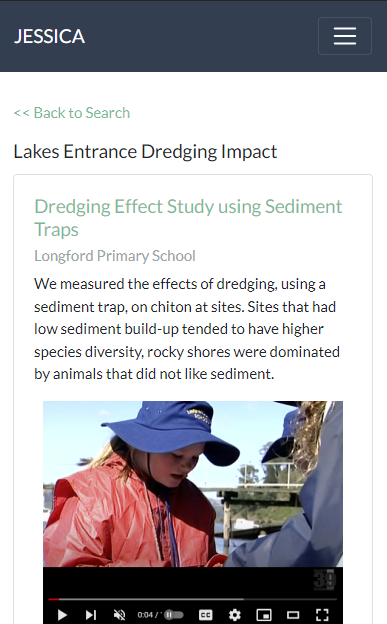 JESSICA
<< Back to Search
Lakes Entrance Dredging Impact
Dredging Effect Study using Sediment
Traps
Longford Primary School
We measured the effects of dredging, using a
sediment trap, on chiton at sites. Sites that had
low sediment build-up tended to have higher
species diversity, rocky shores were dominated
by animals that did not like sediment.
39
0:04 / 
CC